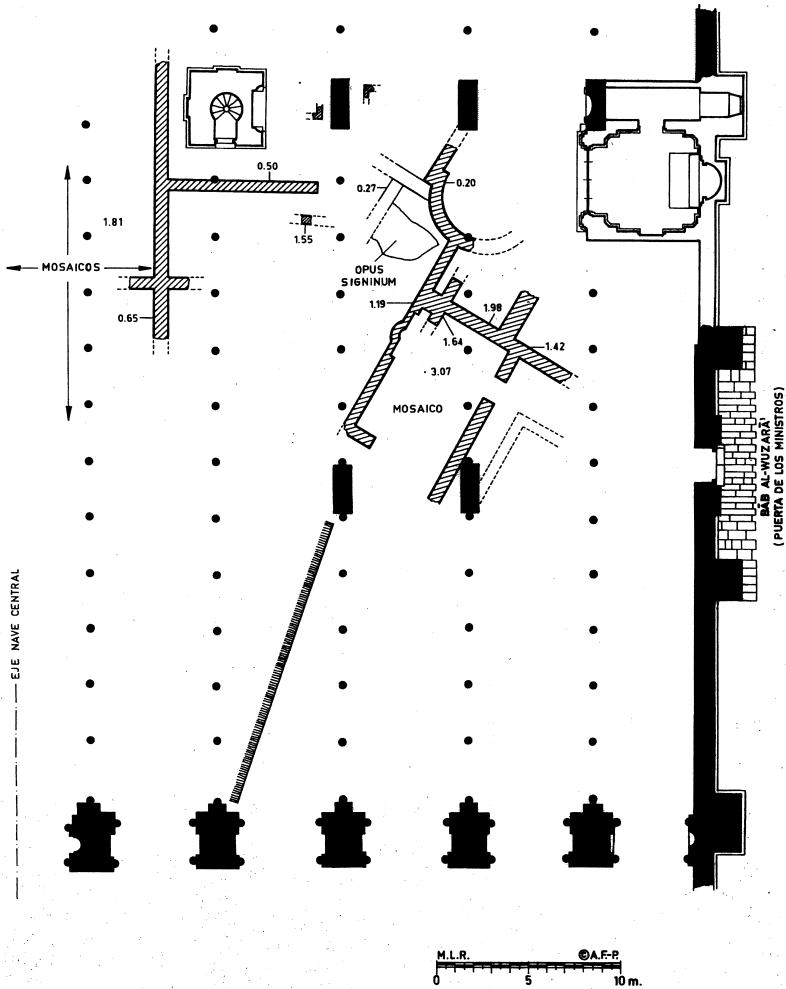 0.50
0.27
0.20
1.81
1.55
MOSAICOS
OPUS
SIGNINUM
1.19
1.98
0.65
1.64
1.42
3.07
MOSAICO
BĀB AL-WUZARĀ'
(PUERTA DE LOS MINISTROS)
EJE NAVE CENTRAL
M.L.R.
©A.F.-P.
0 5 10 m.